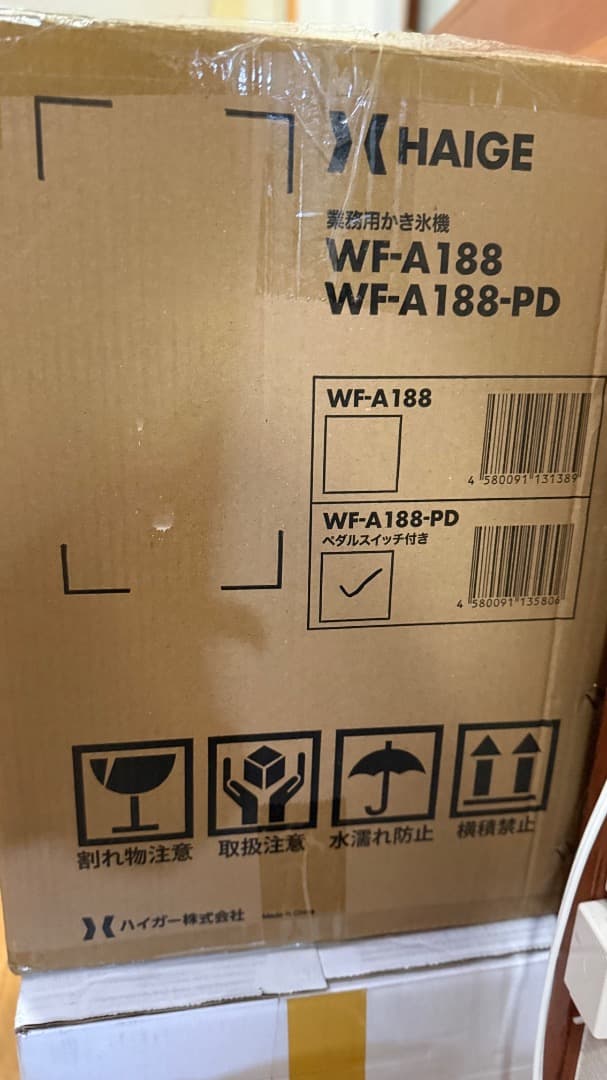 HAIGE
業務用かき氷機
WF-A188
WF-A188-PD
WF-A188
4 580091 131389
WF-A188-PD
ペダルスイッチ付き
4 580091 135806
割れ物注意
取扱注意
水濡れ防止
横積禁止
ハイガー株式会社
Made in China